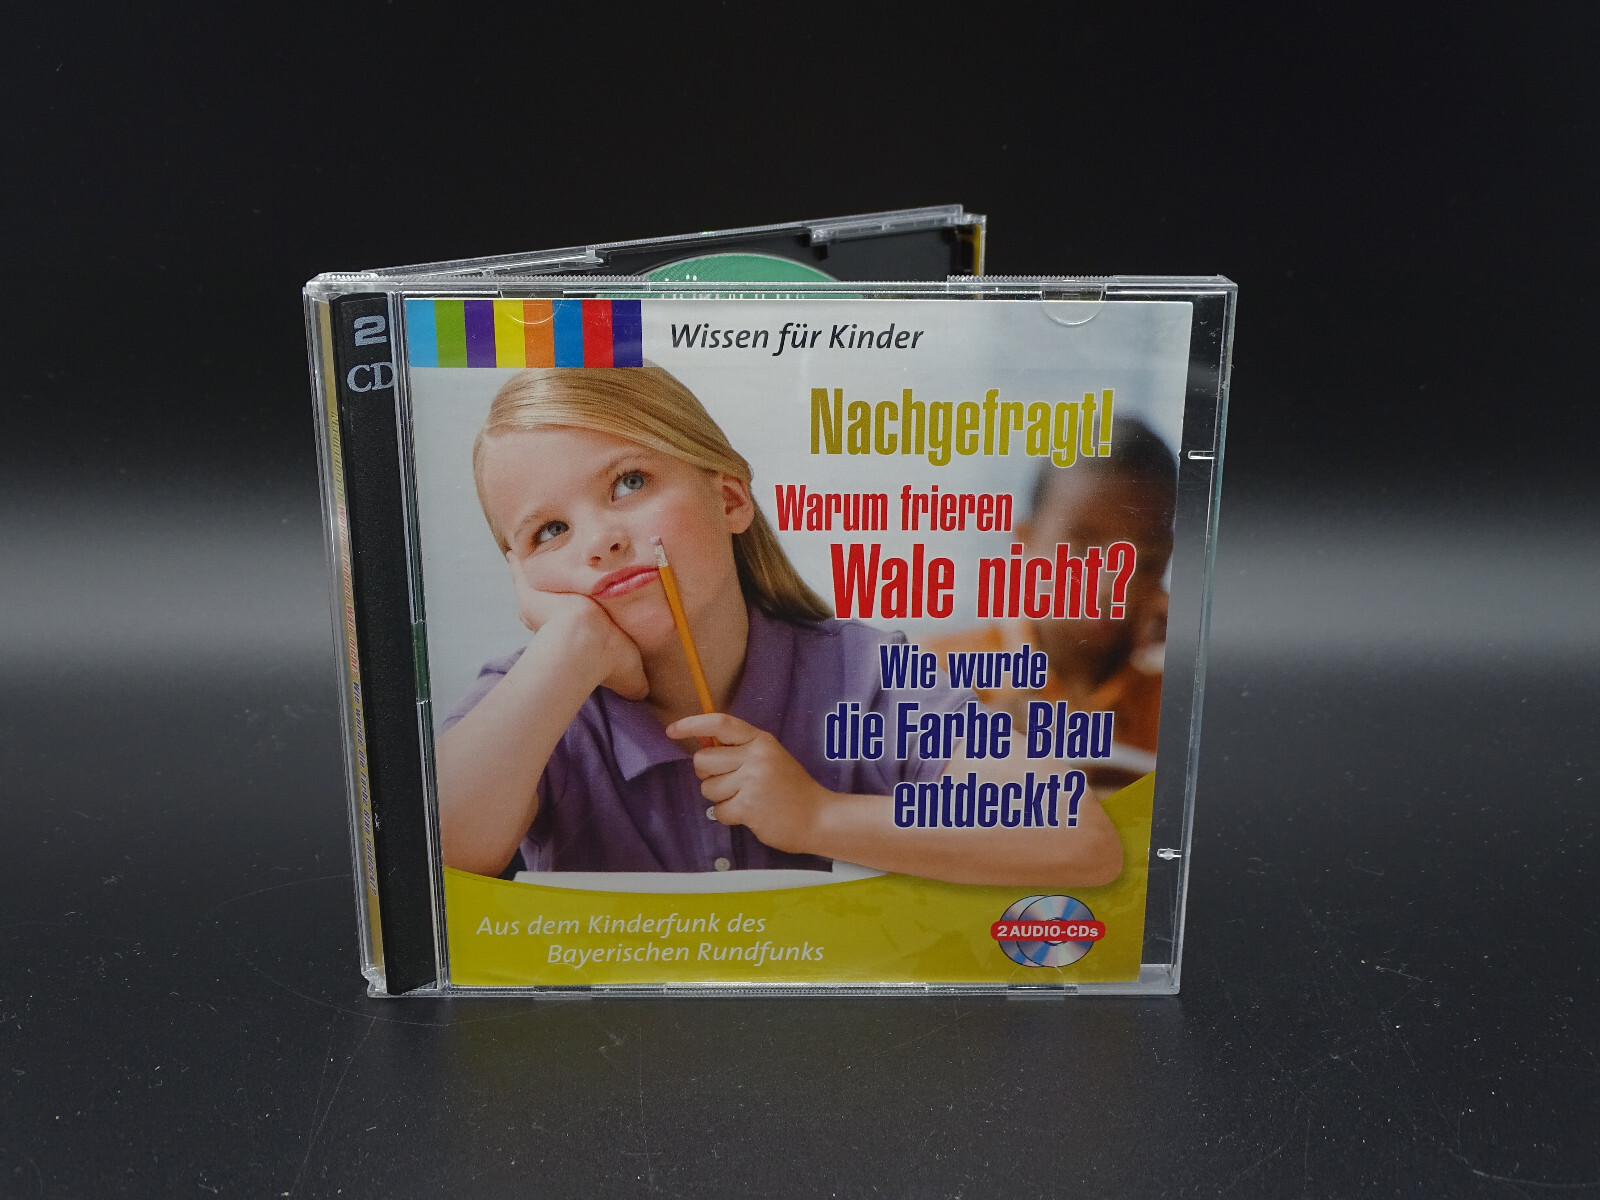 2
CD
Wissen für Kinder
Nachgefragt!
Warum frieren
Wale nicht?
Wie wurde
die Farbe Blau
entdeckt?
Aus dem Kinderfunk des
Bayerischen Rundfunks
2 AUDIO-CDs